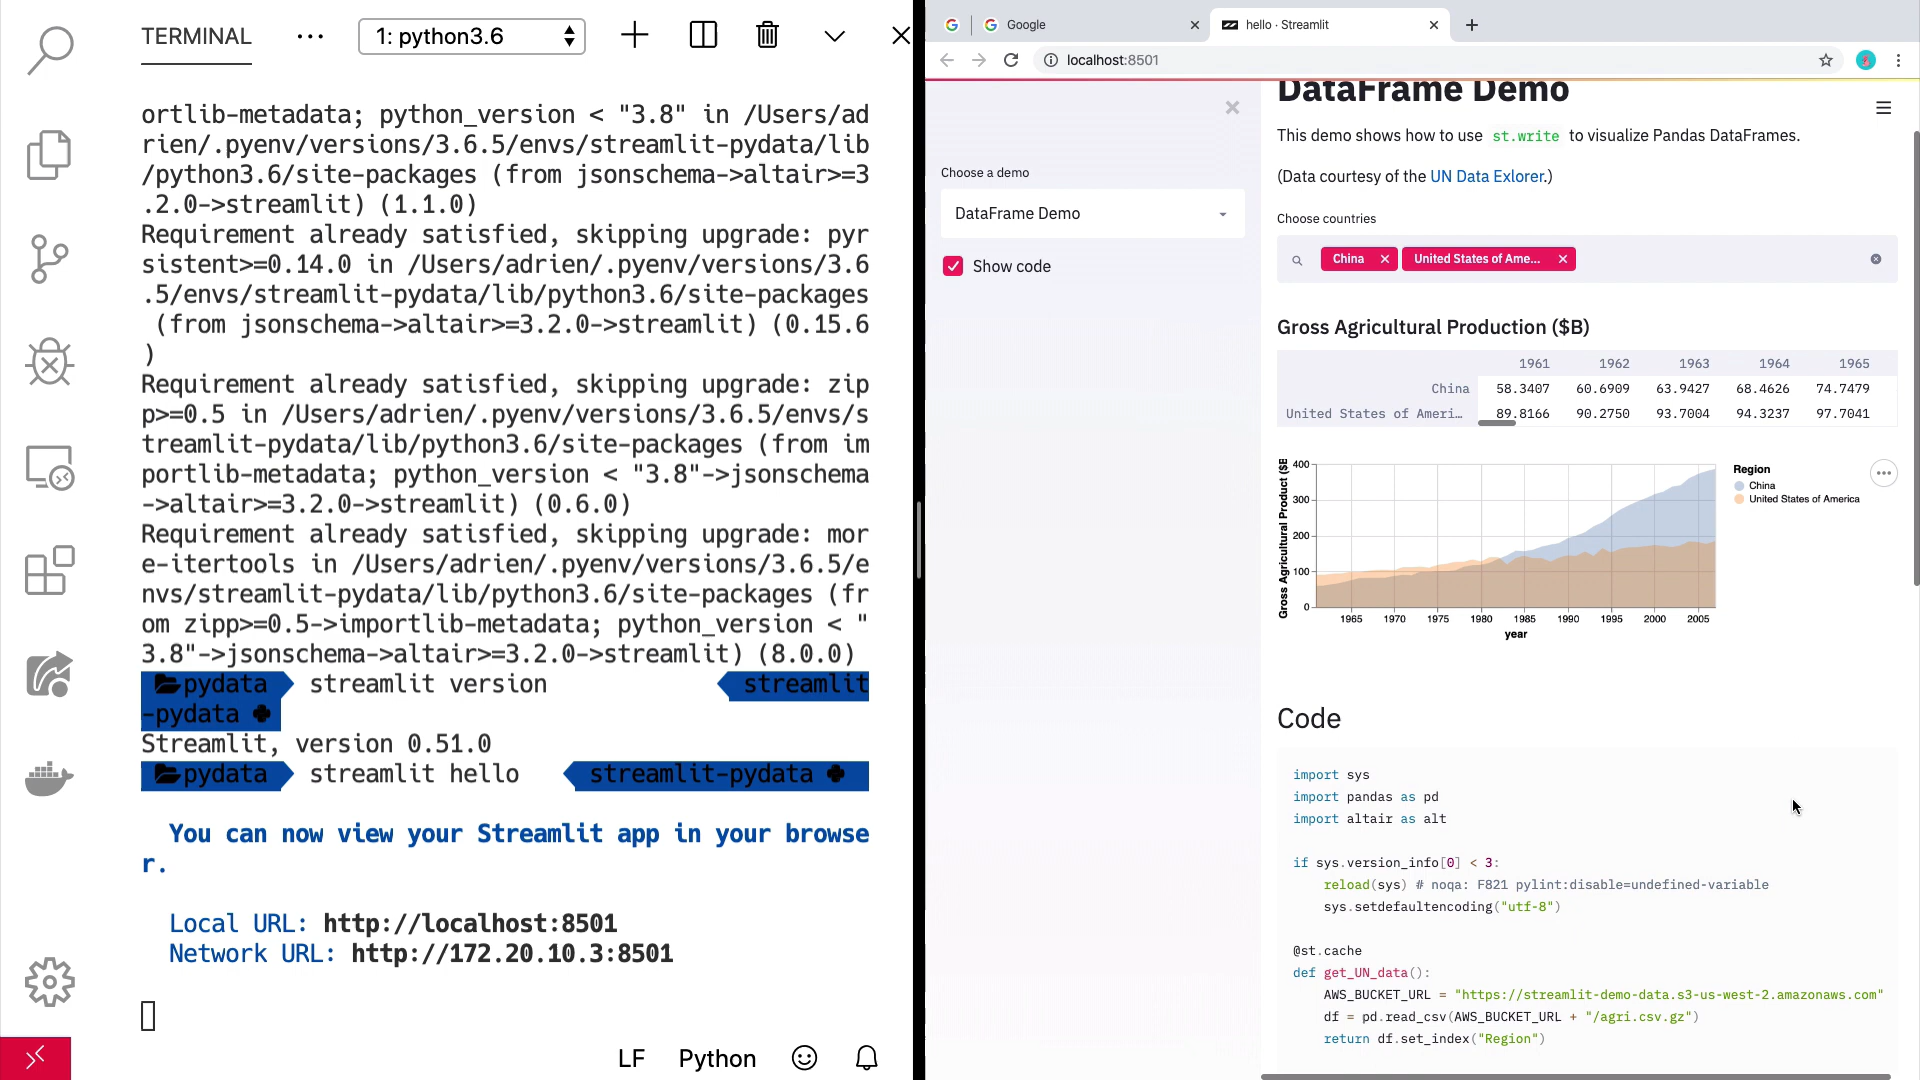 TERMINAL
1: python3.6
ortlib-metadata; python_version < "3.8" in /Users/ad
rien/.pyenv/versions/3.6.5/envs/streamlit-pydata/lib
/python3.6/site-packages (from jsonschema->altair>=3
.2.0->streamlit) (1.1.0)
Requirement already satisfied, skipping upgrade: pyr
sistent>=0.14.0 in /Users/adrien/.pyenv/versions/3.6
.5/envs/streamlit-pydata/lib/python3.6/site-packages
(from jsonschema->altair>=3.2.0->streamlit) (0.15.6
)
Requirement already satisfied, skipping upgrade: zip
p>=0.5 in /Users/adrien/.pyenv/versions/3.6.5/envs/s
treamlit-pydata/lib/python3.6/site-packages (from im
portlib-metadata; python_version < "3.8"->jsonschema
->altair>=3.2.0->streamlit) (0.6.0)
Requirement already satisfied, skipping upgrade: mor
e-itertools in /Users/adrien/.pyenv/versions/3.6.5/e
nvs/streamlit-pydata/lib/python3.6/site-packages (fr
om zipp>=0.5->importlib-metadata; python_version < "
3.8"->jsonschema->altair>=3.2.0->streamlit) (8.0.0)
pydata streamlit version streamlit
-pydata
Streamlit, version 0.51.0
pydata streamlit hello streamlit-pydata
You can now view your Streamlit app in your browse
r.
Local URL: http://localhost:8501
Network URL: http://172.20.10.3:8501
LF Python
Google
hello · Streamlit
localhost:8501
Choose a demo
DataFrame Demo
Show code
DataFrame Demo
This demo shows how to use st.write to visualize Pandas DataFrames.
(Data courtesy of the UN Data Exlorer.)
Choose countries
China United States of Ame...
Gross Agricultural Production ($B)
1961 1962 1963 1964 1965
China 58.3407 60.6909 63.9427 68.4626 74.7479
United States of Ameri… 89.8166 90.2750 93.7004 94.3237 97.7041
Gross Agricultural Product ($B
400
300
200
100
0
1965 1970 1975 1980 1985 1990 1995 2000 2005
year
Region
China
United States of America
Code
import sys
import pandas as pd
import altair as alt
if sys.version_info[0] < 3:
reload(sys) # noqa: F821 pylint:disable=undefined-variable
sys.setdefaultencoding("utf-8")
@st.cache
def get_UN_data():
AWS_BUCKET_URL = "https://streamlit-demo-data.s3-us-west-2.amazonaws.com"
df = pd.read_csv(AWS_BUCKET_URL + "/agri.csv.gz")
return df.set_index("Region")